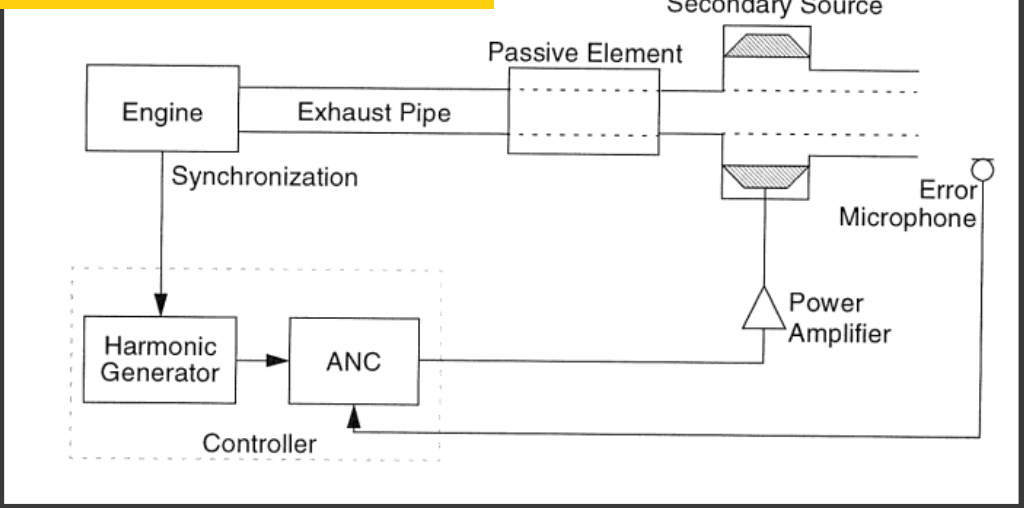 Secondary Source
Passive Element
Engine
Exhaust Pipe
Synchronization
Error
Microphone
Power
Amplifier
Harmonic
Generator
ANC
Controller